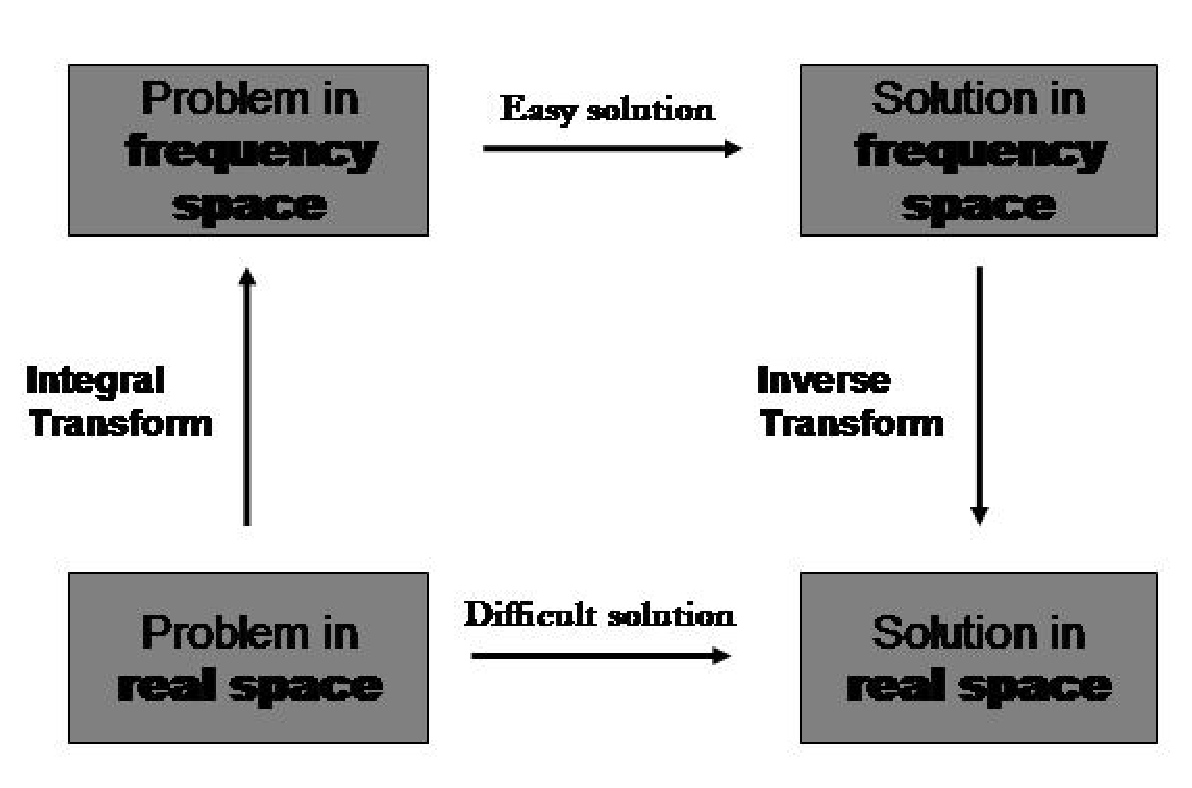 Problem in
frequency
space
Easy solution
Solution in
frequency
space
Integral
Transform
Inverse
Transform
Problem in
real space
Difficult solution
Solution in
real space